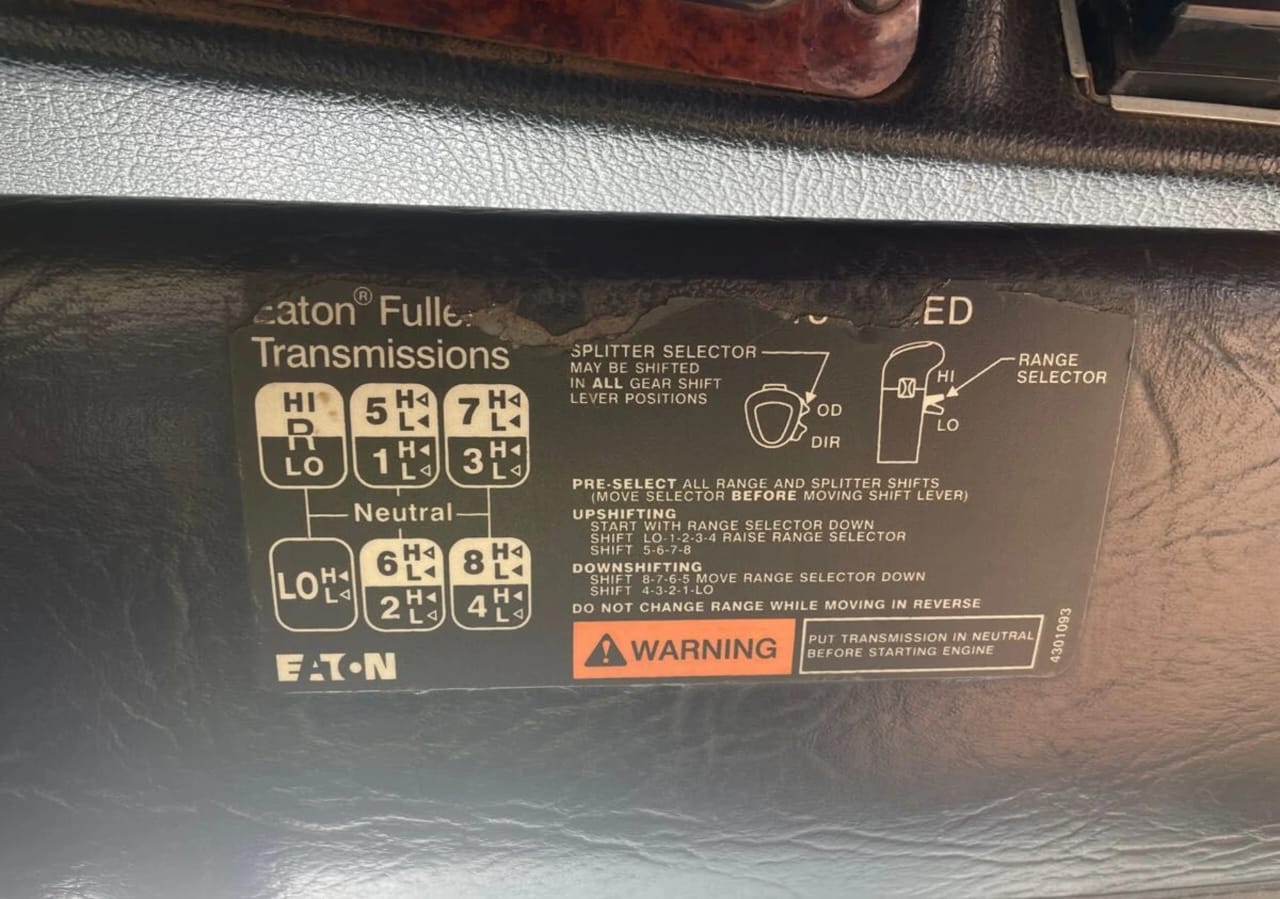 Eaton® Fuller
Transmissions
ED
SPLITTER SELECTOR
MAY BE SHIFTED
IN ALL GEAR SHIFT
LEVER POSITIONS
OD
DIR
HI
LO
RANGE
SELECTOR
HI
R
LO
5 H L
1 H L
7 H L
3 H L
Neutral
LO H L
6 H L
2 H L
8 H L
4 H L
EATON
PRE-SELECT ALL RANGE AND SPLITTER SHIFTS
(MOVE SELECTOR BEFORE MOVING SHIFT LEVER)
UPSHIFTING
START WITH RANGE SELECTOR DOWN
SHIFT LO-1-2-3-4 RAISE RANGE SELECTOR
SHIFT 5-6-7-8
DOWNSHIFTING
SHIFT 8-7-6-5 MOVE RANGE SELECTOR DOWN
SHIFT 4-3-2-1-LO
DO NOT CHANGE RANGE WHILE MOVING IN REVERSE
WARNING
PUT TRANSMISSION IN NEUTRAL
BEFORE STARTING ENGINE
4301093